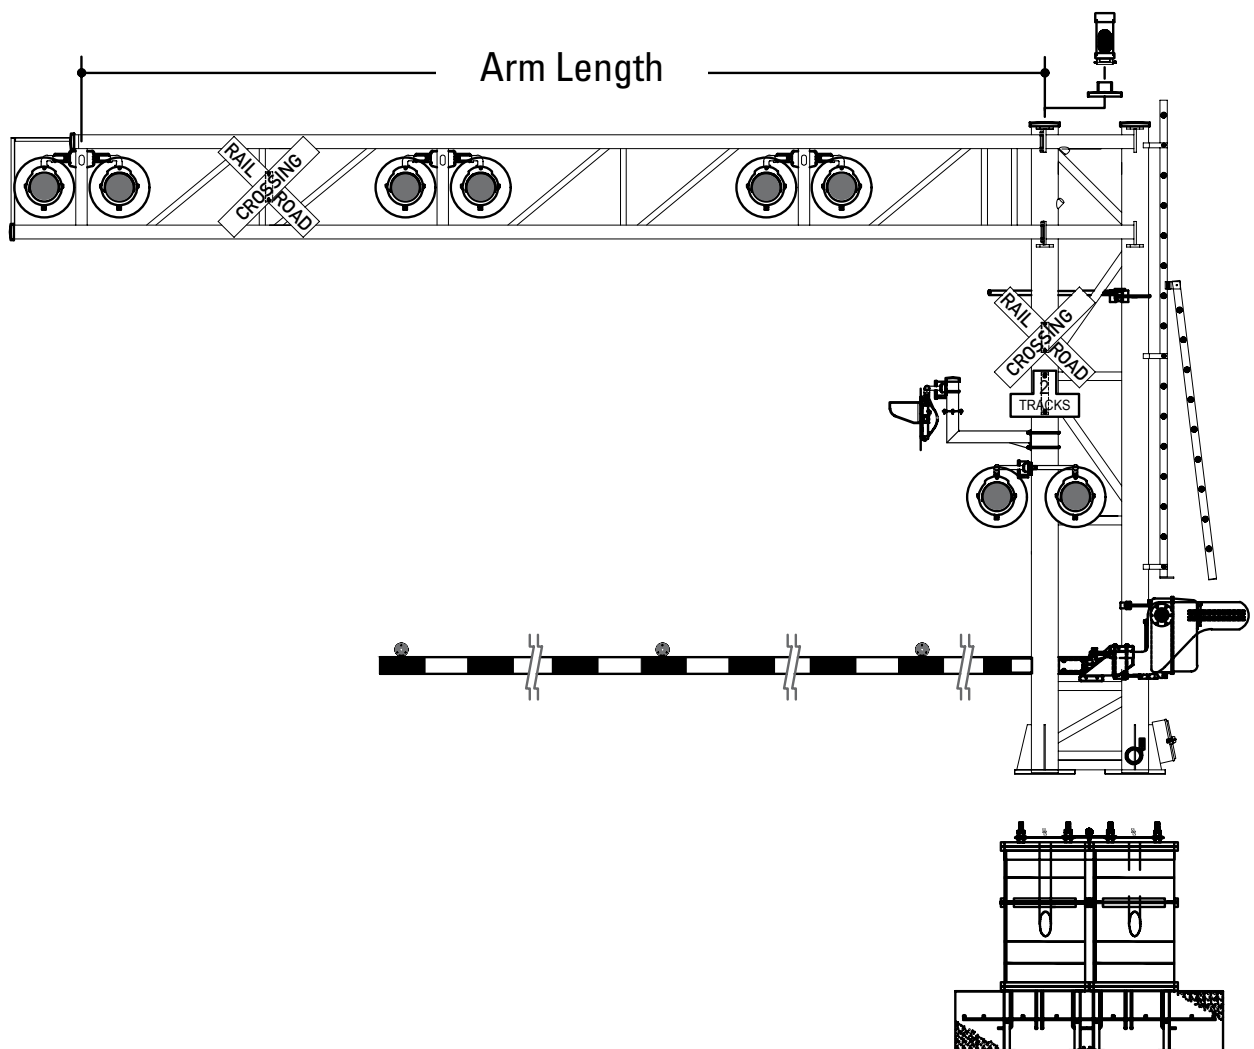 Arm Length
RAIL
CROSSING
ROAD
RAIL
CROSSING
ROAD
2
TRACKS